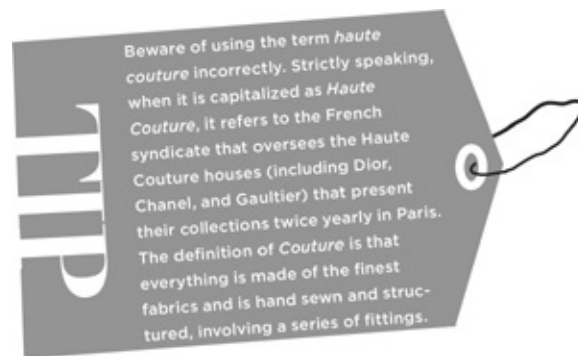 TIP
Beware of using the term haute
couture incorrectly. Strictly speaking,
when it is capitalized as Haute
Couture, it refers to the French
syndicate that oversees the Haute
Couture houses (including Dior,
Chanel, and Gaultier) that present
their collections twice yearly in Paris.
The definition of Couture is that
everything is made of the finest
fabrics and is hand sewn and struc-
tured, involving a series of fittings.